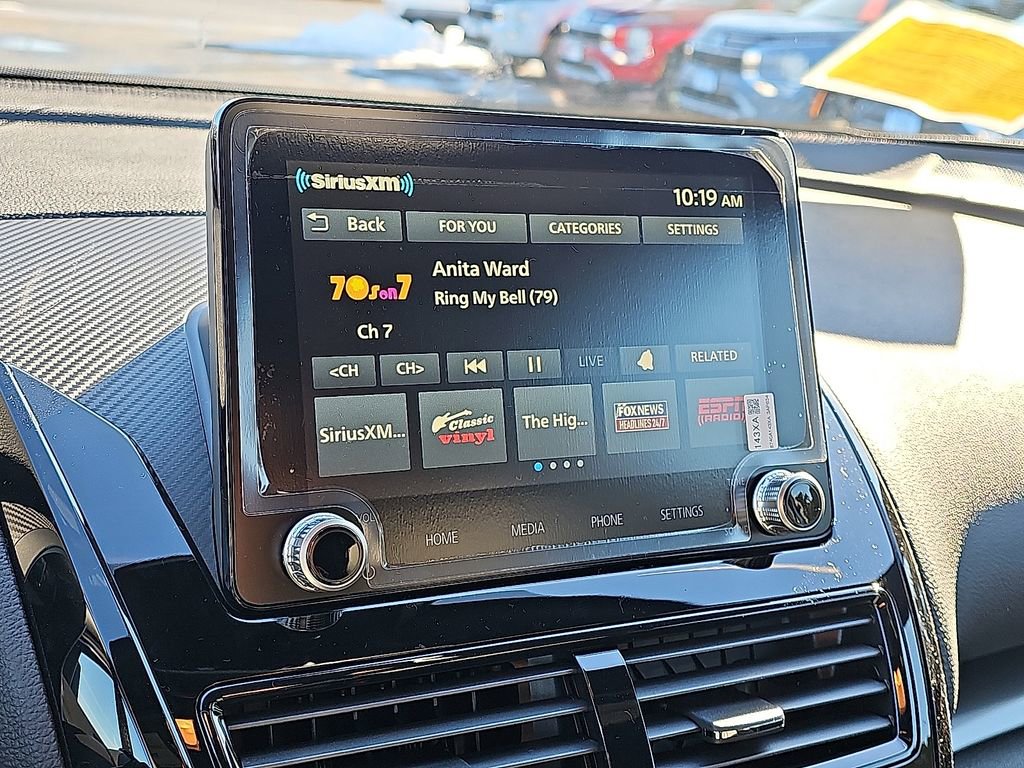 SiriusXM
10:19 AM
Back FOR YOU CATEGORIES SETTINGS
70s on 7
Anita Ward
Ring My Bell (79)
Ch 7
<CH CH> LIVE RELATED
SiriusXM... Classic vinyl The Hig... FOX NEWS HEADLINES 24/7 ESPN RADIO
143XA
VOL
HOME MEDIA PHONE SETTINGS